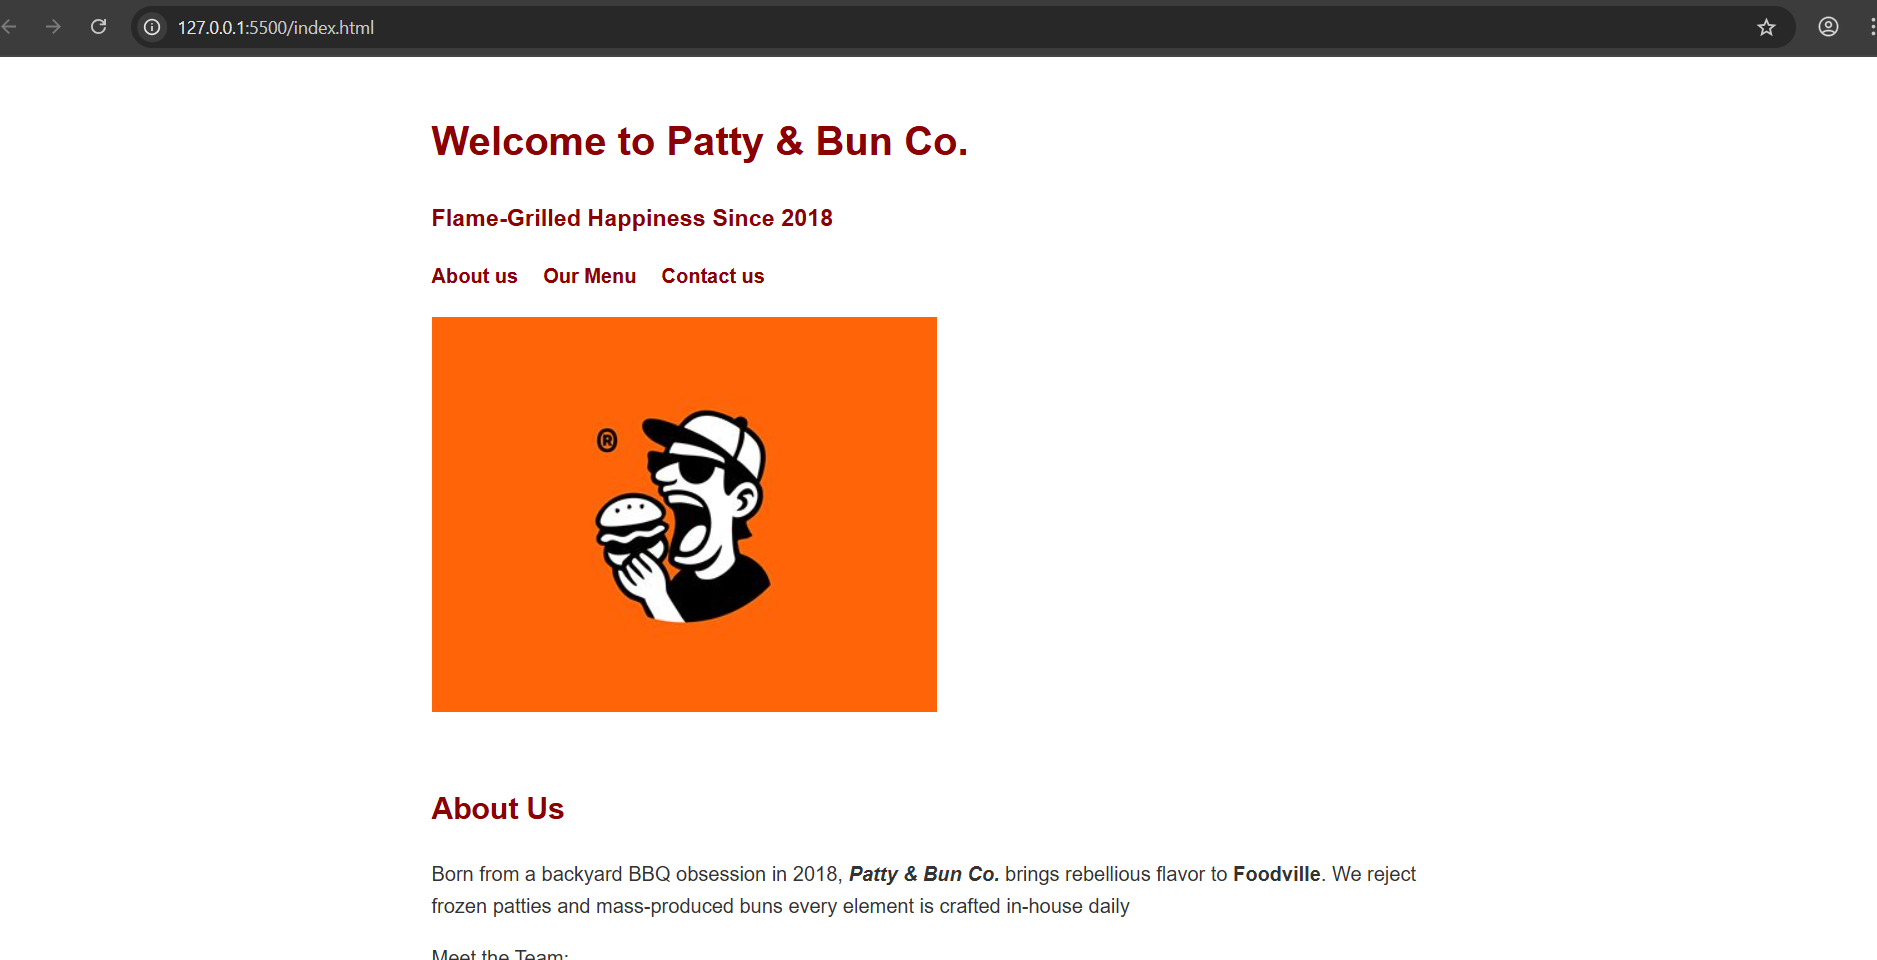 127.0.0.1:5500/index.html
Welcome to Patty & Bun Co.
Flame-Grilled Happiness Since 2018
About us Our Menu Contact us
®
About Us
Born from a backyard BBQ obsession in 2018, Patty & Bun Co. brings rebellious flavor to Foodville. We reject
frozen patties and mass-produced buns every element is crafted in-house daily
Meet the Team: